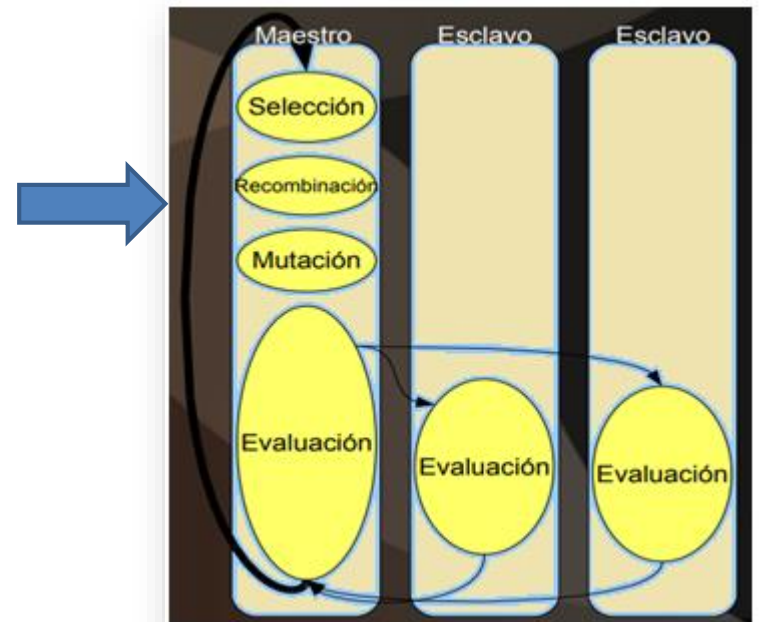 Maestro Esclavo Esclavo
Selección
Recombinación
Mutación
Evaluación Evaluación Evaluación